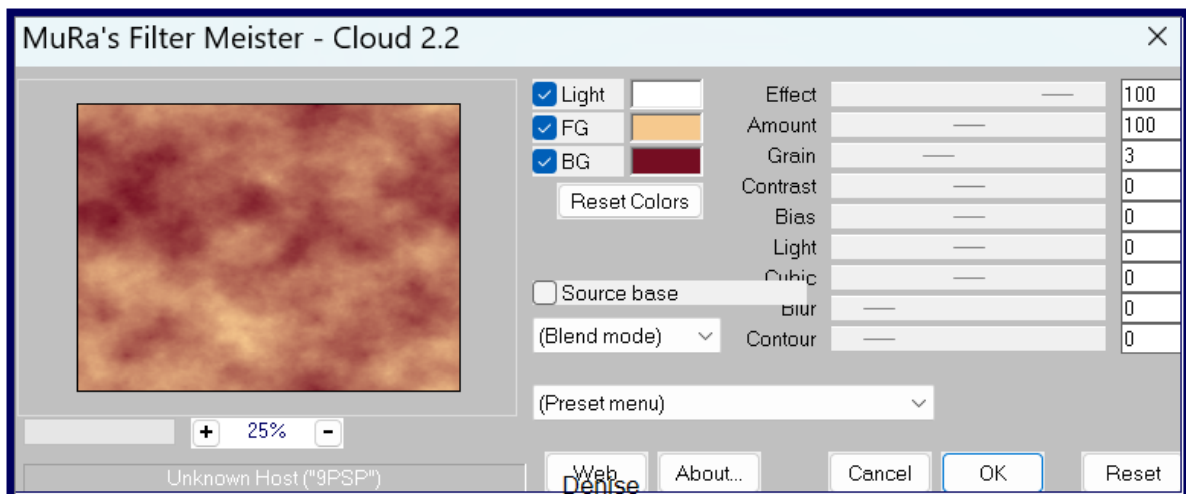 MuRa's Filter Meister - Cloud 2.2
Light
FG
BG
Reset Colors
Effect 100
Amount 100
Grain 3
Contrast 0
Bias 0
Light 0
Cubic 0
Blur 0
Contour 0
Source base
(Blend mode)
(Preset menu)
+ 25% -
Unknown Host ("9PSP")
Web
About...
Cancel
OK
Reset
Denise